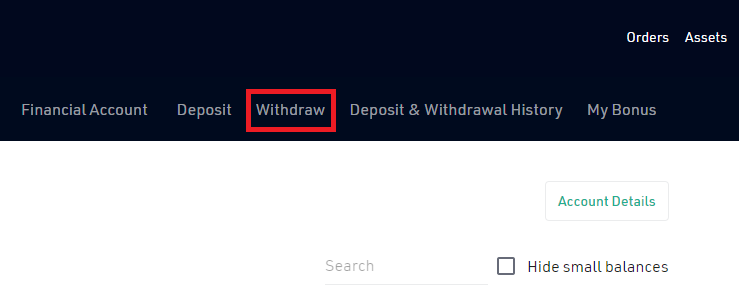 Orders Assets
Financial Account Deposit Withdraw Deposit & Withdrawal History My Bonus
Account Details
Search Hide small balances